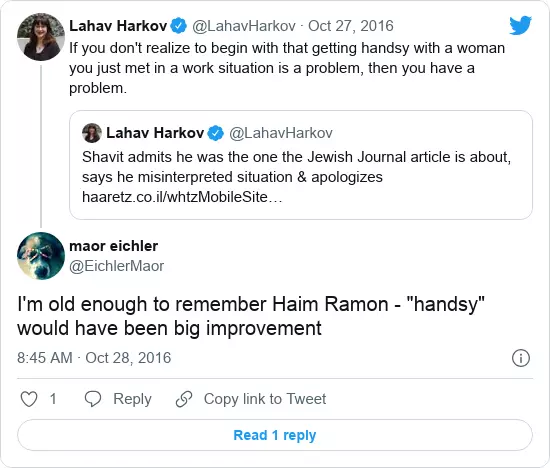 Lahav Harkov @LahavHarkov · Oct 27, 2016
If you don't realize to begin with that getting handsy with a woman
you just met in a work situation is a problem, then you have a
problem.
Lahav Harkov @LahavHarkov
Shavit admits he was the one the Jewish Journal article is about,
says he misinterpreted situation & apologizes
haaretz.co.il/whtzMobileSite…
maor eichler
@EichlerMaor
I'm old enough to remember Haim Ramon - "handsy"
would have been big improvement
8:45 AM · Oct 28, 2016
1 Reply Copy link to Tweet
Read 1 reply